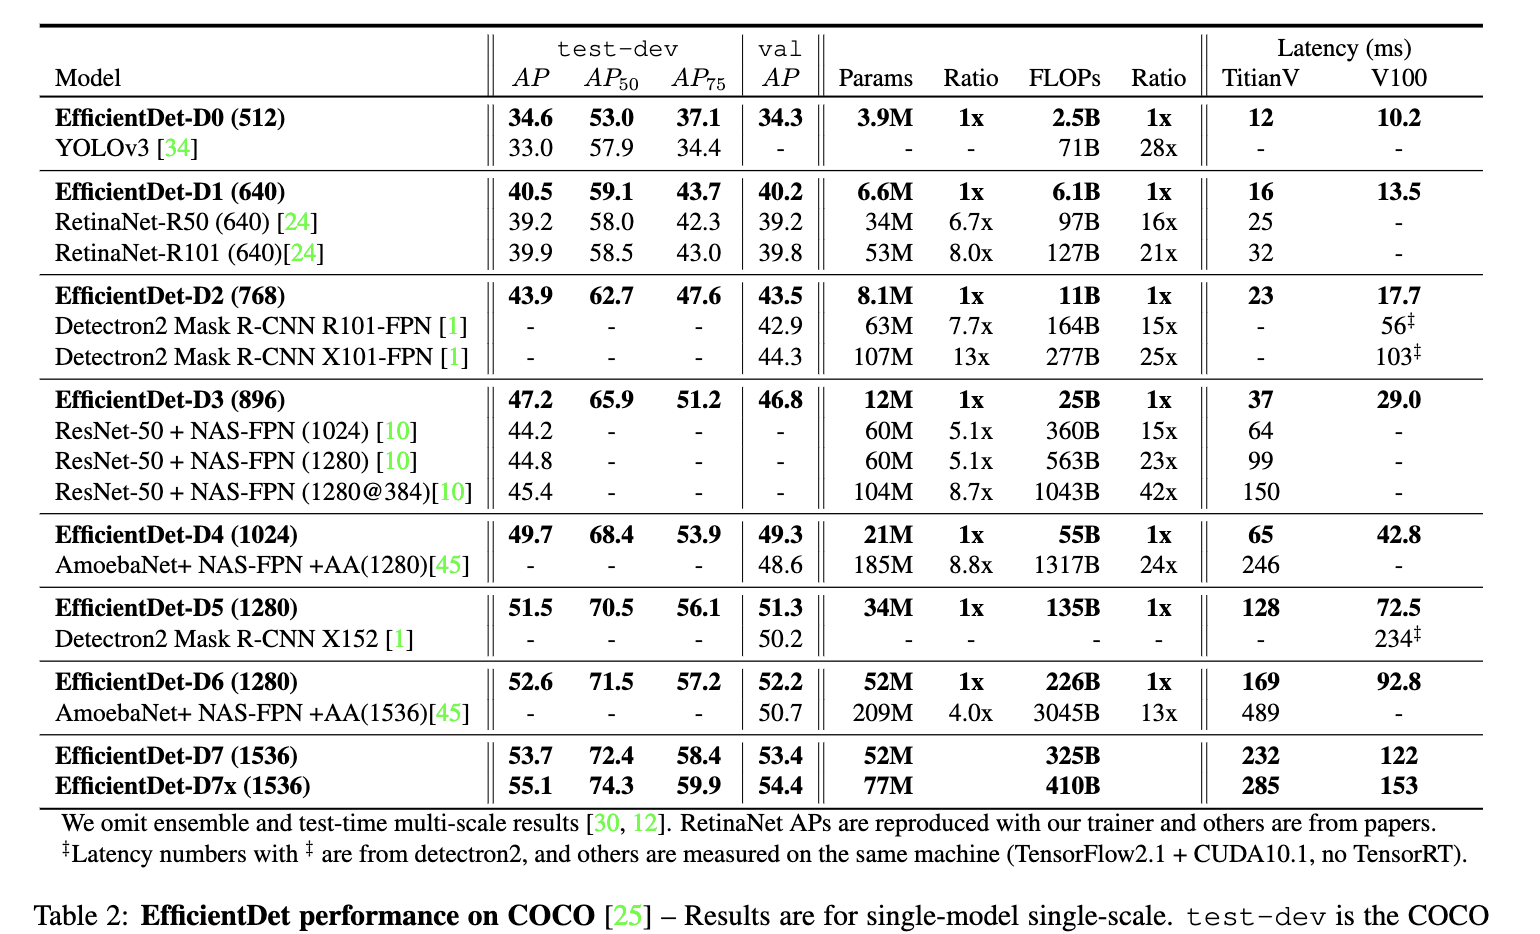 test-dev val Latency (ms)
Model AP AP50 AP75 AP Params Ratio FLOPs Ratio TitianV V100
EfficientDet-D0 (512) 34.6 53.0 37.1 34.3 3.9M 1x 2.5B 1x 12 10.2
YOLOv3 [34] 33.0 57.9 34.4 - - - 71B 28x - -
EfficientDet-D1 (640) 40.5 59.1 43.7 40.2 6.6M 1x 6.1B 1x 16 13.5
RetinaNet-R50 (640) [24] 39.2 58.0 42.3 39.2 34M 6.7x 97B 16x 25 -
RetinaNet-R101 (640)[24] 39.9 58.5 43.0 39.8 53M 8.0x 127B 21x 32 -
EfficientDet-D2 (768) 43.9 62.7 47.6 43.5 8.1M 1x 11B 1x 23 17.7
Detectron2 Mask R-CNN R101-FPN [1] - - - 42.9 63M 7.7x 164B 15x - 56‡
Detectron2 Mask R-CNN X101-FPN [1] - - - 44.3 107M 13x 277B 25x - 103‡
EfficientDet-D3 (896) 47.2 65.9 51.2 46.8 12M 1x 25B 1x 37 29.0
ResNet-50 + NAS-FPN (1024) [10] 44.2 - - - 60M 5.1x 360B 15x 64 -
ResNet-50 + NAS-FPN (1280) [10] 44.8 - - - 60M 5.1x 563B 23x 99 -
ResNet-50 + NAS-FPN (1280@384)[10] 45.4 - - - 104M 8.7x 1043B 42x 150 -
EfficientDet-D4 (1024) 49.7 68.4 53.9 49.3 21M 1x 55B 1x 65 42.8
AmoebaNet+ NAS-FPN +AA(1280)[45] - - - 48.6 185M 8.8x 1317B 24x 246 -
EfficientDet-D5 (1280) 51.5 70.5 56.1 51.3 34M 1x 135B 1x 128 72.5
Detectron2 Mask R-CNN X152 [1] - - - 50.2 - - - - - 234‡
EfficientDet-D6 (1280) 52.6 71.5 57.2 52.2 52M 1x 226B 1x 169 92.8
AmoebaNet+ NAS-FPN +AA(1536)[45] - - - 50.7 209M 4.0x 3045B 13x 489 -
EfficientDet-D7 (1536) 53.7 72.4 58.4 53.4 52M 325B 232 122
EfficientDet-D7x (1536) 55.1 74.3 59.9 54.4 77M 410B 285 153
We omit ensemble and test-time multi-scale results [30, 12]. RetinaNet APs are reproduced with our trainer and others are from papers.
‡Latency numbers with ‡ are from detectron2, and others are measured on the same machine (TensorFlow2.1 + CUDA10.1, no TensorRT).
Table 2: EfficientDet performance on COCO [25] – Results are for single-model single-scale. test-dev is the COCO